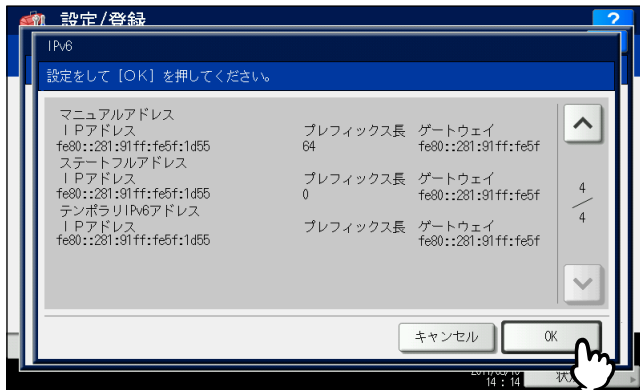 設定/登録
?
IPv6
設定をして [OK] を押してください。
マニュアルアドレス
IPアドレス プレフィックス長 ゲートウェイ
fe80::281:91ff:fe5f:1d55 64 fe80::281:91ff:fe5f
ステートフルアドレス
IPアドレス プレフィックス長 ゲートウェイ
fe80::281:91ff:fe5f:1d55 0 fe80::281:91ff:fe5f
テンポラリIPv6アドレス
IPアドレス プレフィックス長 ゲートウェイ
fe80::281:91ff:fe5f:1d55 fe80::281:91ff:fe5f
4
/
4
キャンセル OK
14 : 14